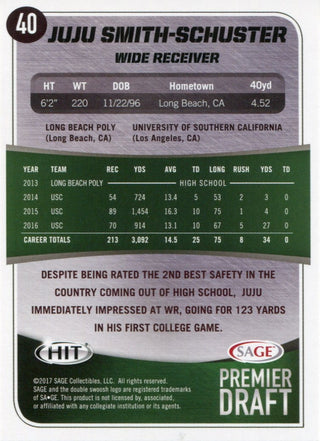 40 JUJU SMITH-SCHUSTER
WIDE RECEIVER
HT WT DOB Hometown 40yd
6'2" 220 11/22/96 Long Beach, CA 4.52
LONG BEACH POLY UNIVERSITY OF SOUTHERN CALIFORNIA
(Long Beach, CA) (Los Angeles, CA)
YEAR TEAM REC YDS AVG TD LONG RUSH YDS TD
2013 LONG BEACH POLY HIGH SCHOOL
2014 USC 54 724 13.4 5 53 2 3 0
2015 USC 89 1,454 16.3 10 75 1 4 0
2016 USC 70 914 13.1 10 67 5 27 0
CAREER TOTALS 213 3,092 14.5 25 75 8 34 0
DESPITE BEING RATED THE 2ND BEST SAFETY IN THE
COUNTRY COMING OUT OF HIGH SCHOOL, JUJU
IMMEDIATELY IMPRESSED AT WR, GOING FOR 123 YARDS
IN HIS FIRST COLLEGE GAME.
HIT SAGE
PREMIER
DRAFT
©2017 SAGE Collectibles, LLC. All rights reserved.
SAGE and the double swoosh logo are registered trademarks
of SA•GE. This product is not licensed by, associated,
or affiliated with any collegiate institution or its agents.